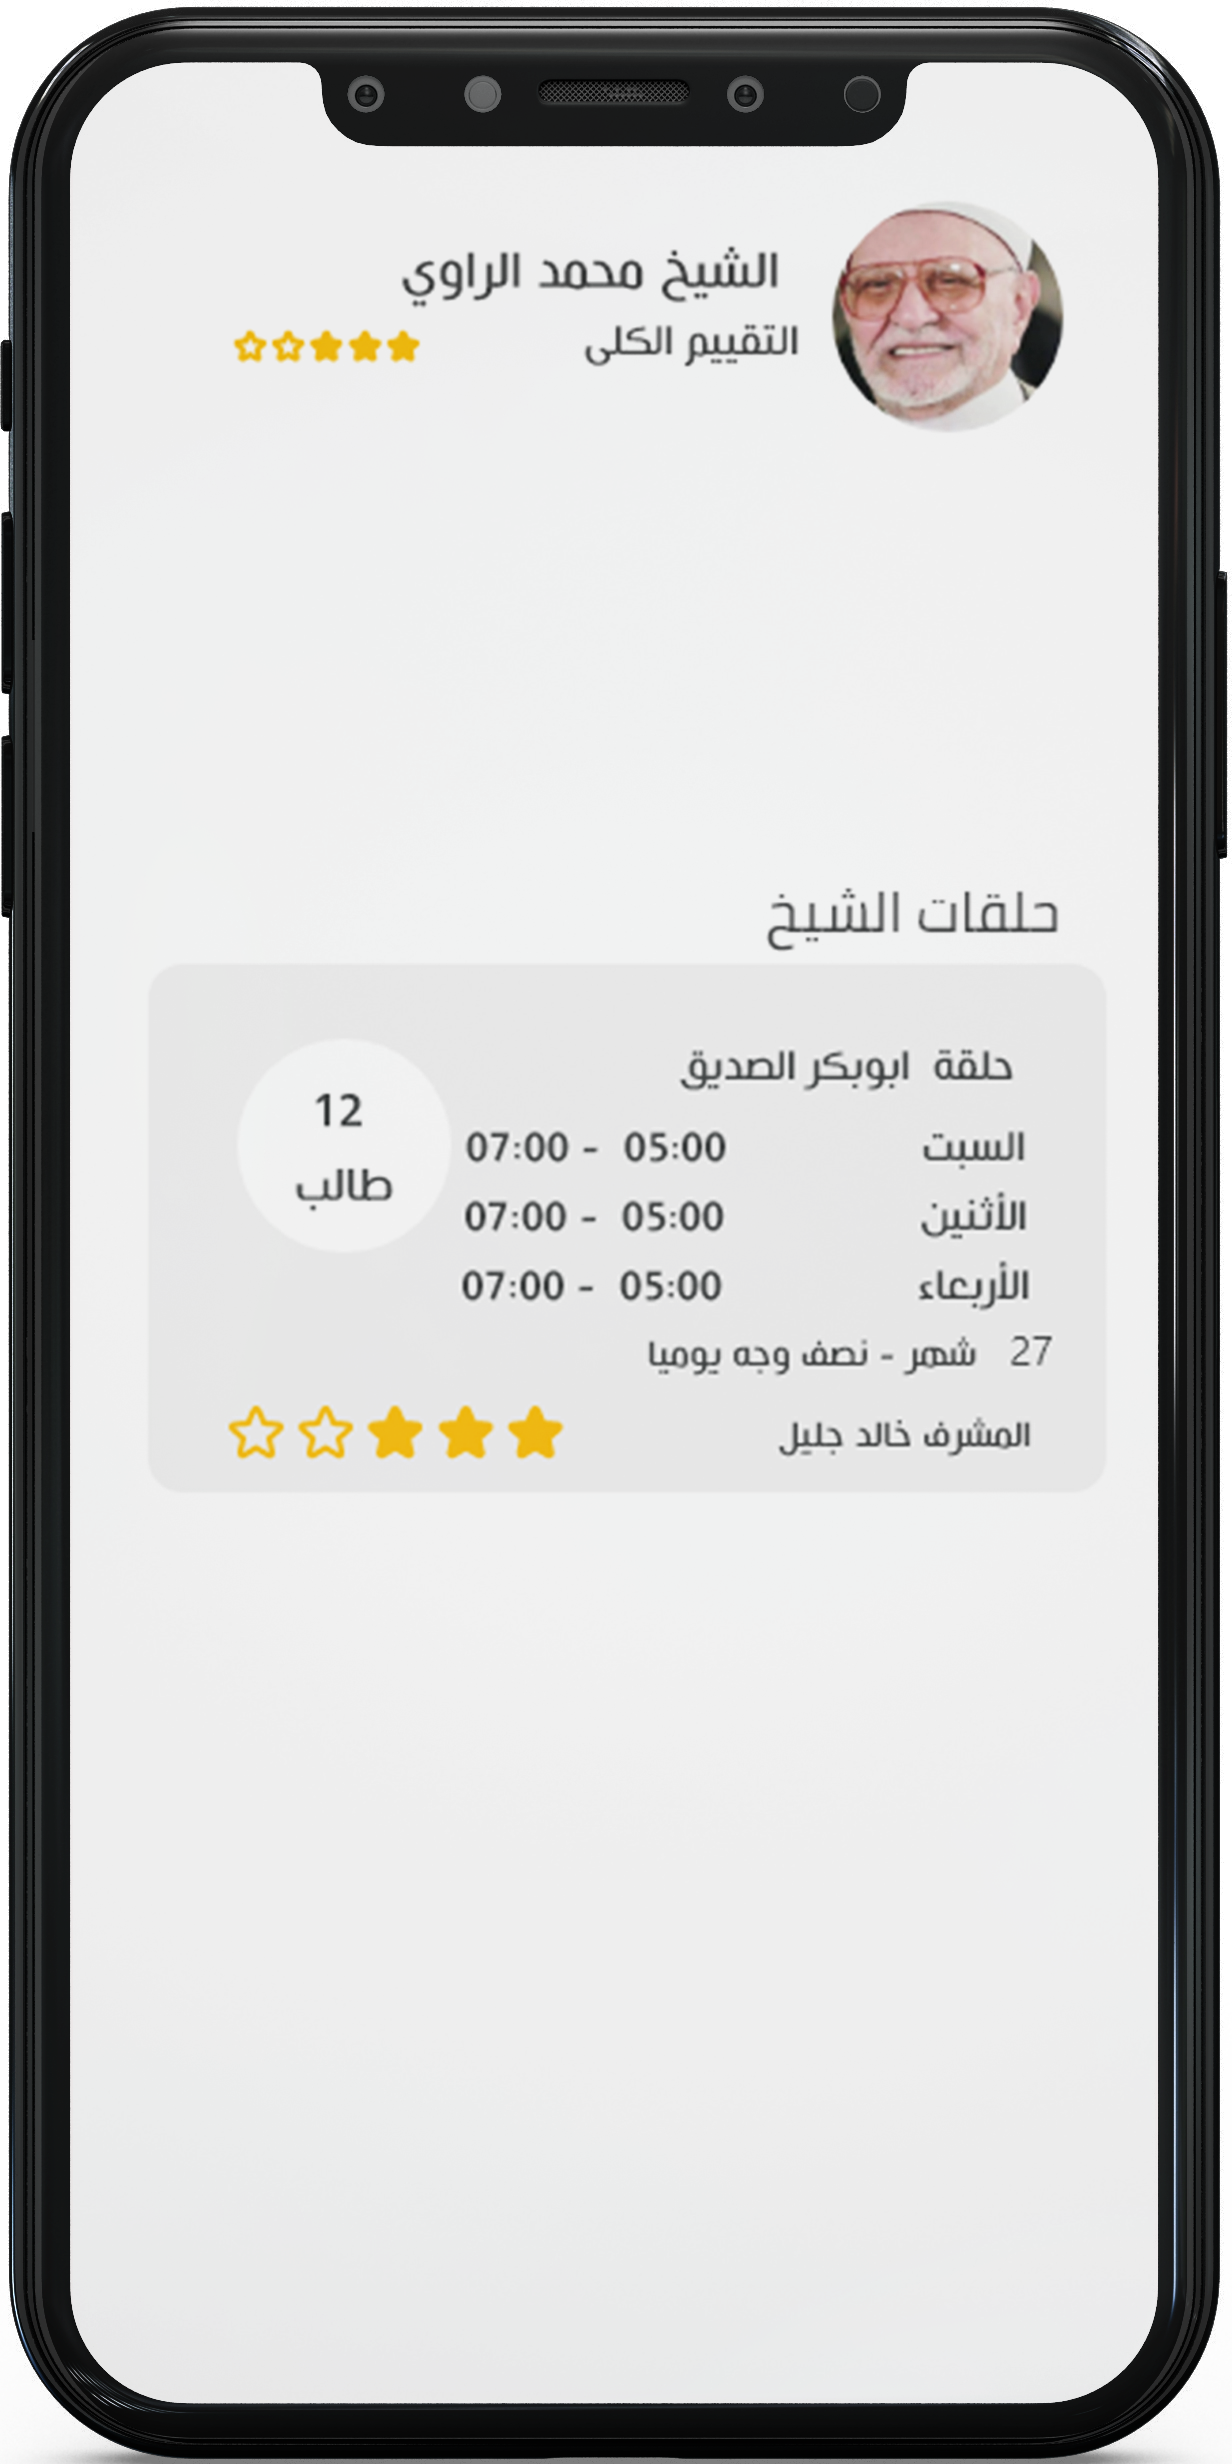 الشيخ محمد الراوي
التقييم الكلى
حلقات الشيخ
حلقة ابوبكر الصديق
12
طالب
السبت 05:00 - 07:00
الأثنين 05:00 - 07:00
الأربعاء 05:00 - 07:00
27 شهر - نصف وجه يوميا
المشرف خالد جليل